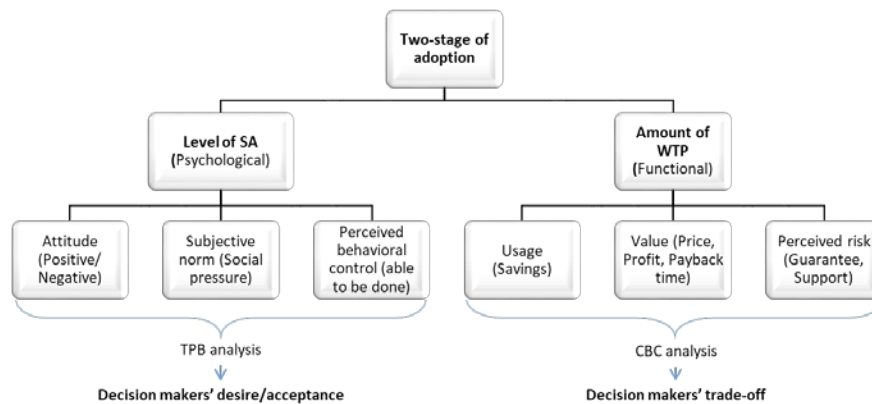 Two-stage of
adoption
Level of SA
(Psychological)
Amount of
WTP
(Functional)
Attitude
(Positive/
Negative)
Subjective
norm (Social
pressure)
Perceived
behavioral
control (able
to be done)
Usage
(Savings)
Value (Price,
Profit, Payback
time)
Perceived risk
(Guarantee,
Support)
TPB analysis
CBC analysis
Decision makers' desire/acceptance
Decision makers' trade-off